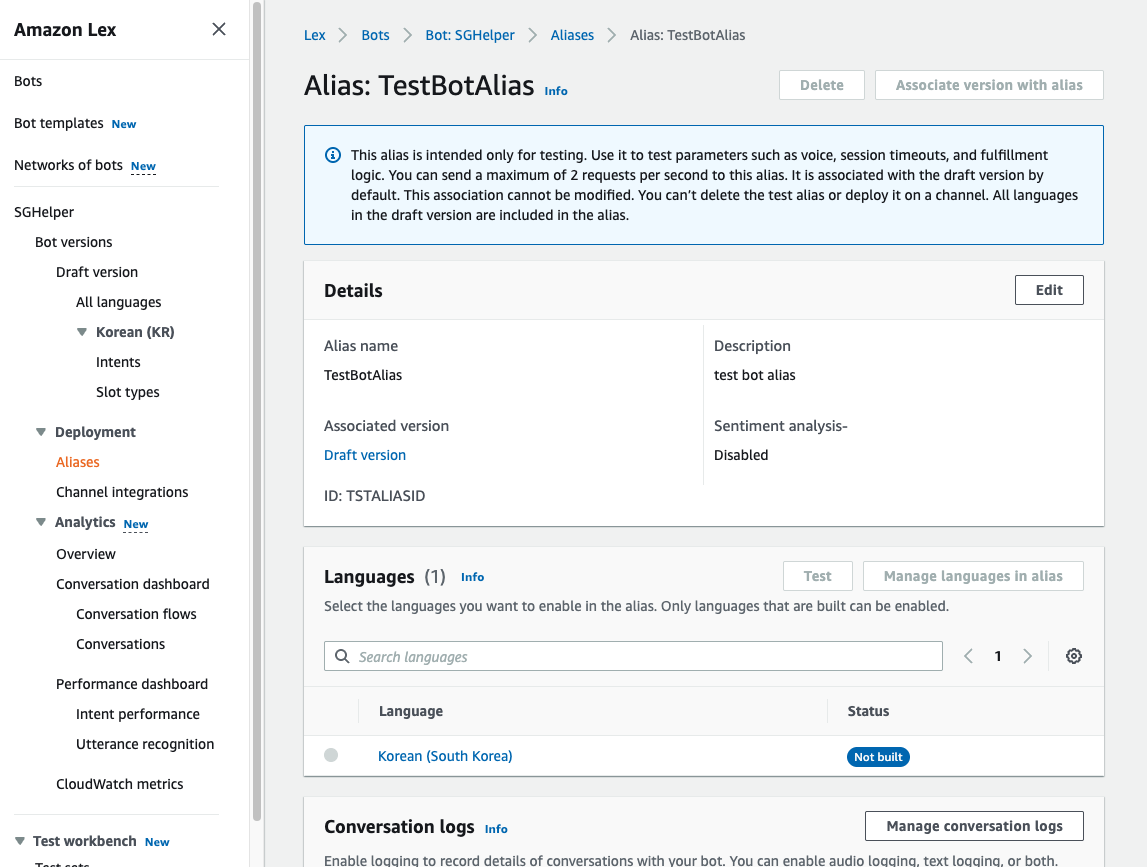 Amazon Lex
Bots
Bot templates New
Networks of bots New
SGHelper
Bot versions
Draft version
All languages
Korean (KR)
Intents
Slot types
Deployment
Aliases
Channel integrations
Analytics New
Overview
Conversation dashboard
Conversation flows
Conversations
Performance dashboard
Intent performance
Utterance recognition
CloudWatch metrics
Test workbench New
Test sets
Lex > Bots > Bot: SGHelper > Aliases > Alias: TestBotAlias
Alias: TestBotAlias Info
Delete
Associate version with alias
This alias is intended only for testing. Use it to test parameters such as voice, session timeouts, and fulfillment
logic. You can send a maximum of 2 requests per second to this alias. It is associated with the draft version by
default. This association cannot be modified. You can’t delete the test alias or deploy it on a channel. All languages
in the draft version are included in the alias.
Details
Edit
Alias name
TestBotAlias
Associated version
Draft version
ID: TSTALIASID
Description
test bot alias
Sentiment analysis-
Disabled
Languages (1) Info
Test
Manage languages in alias
Select the languages you want to enable in the alias. Only languages that are built can be enabled.
Search languages
1
Language Status
Korean (South Korea) Not built
Conversation logs Info
Manage conversation logs
Enable logging to record details of conversations with your bot. You can enable audio logging, text logging, or both.